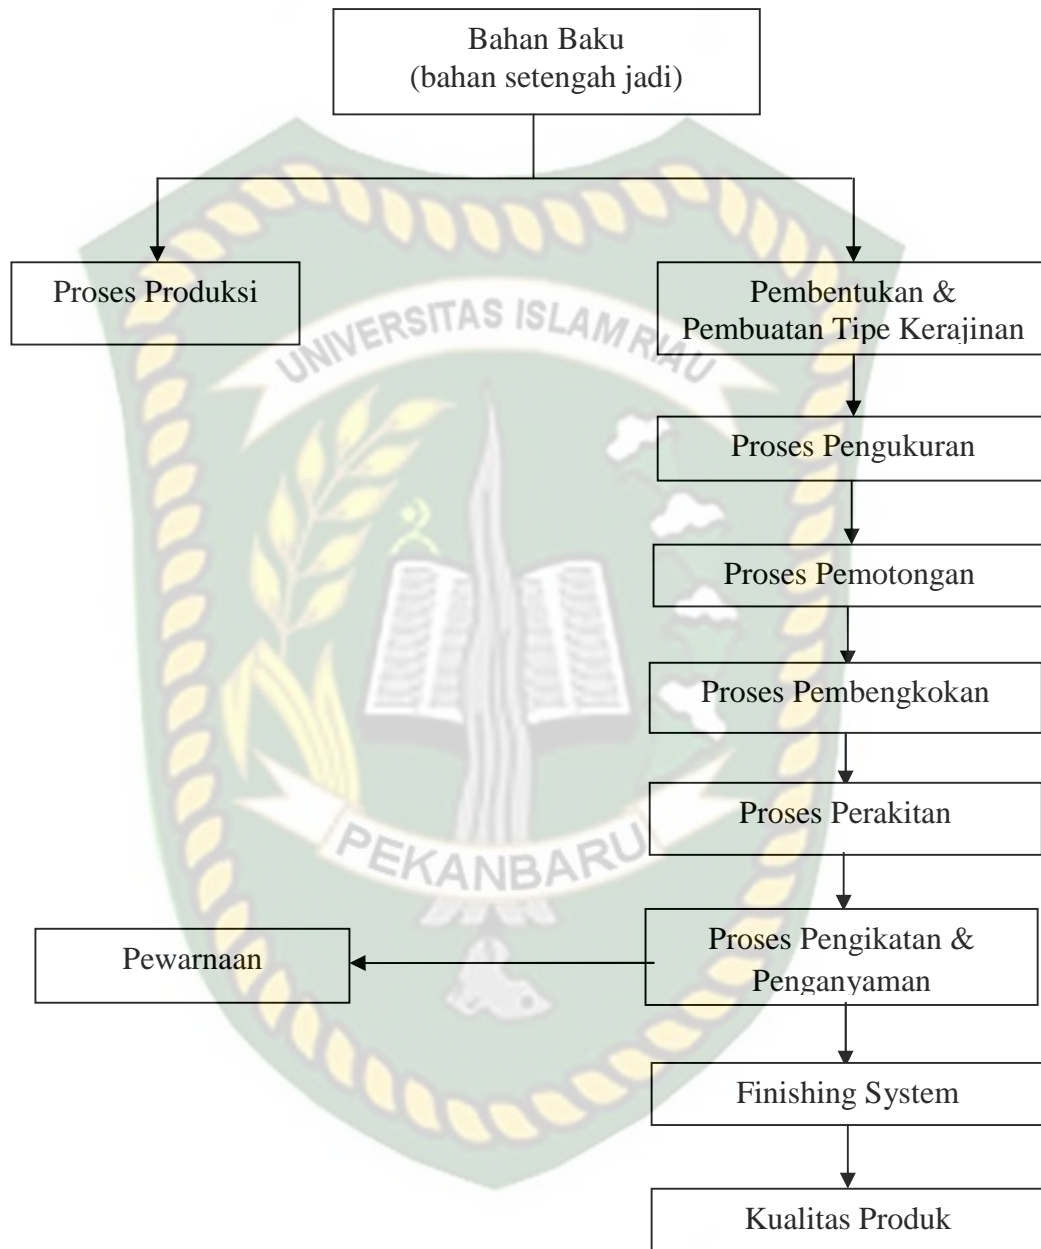 Bahan Baku
(bahan setengah jadi)
Proses Produksi
Pembentukan &
Pembuatan Tipe Kerajinan
UNIVERSITAS ISLAM RIAU
Proses Pengukuran
Proses Pemotongan
Proses Pembengkokan
Proses Perakitan
PEKANBARU
Pewarnaan
Proses Pengikatan &
Penganyaman
Finishing System
Kualitas Produk